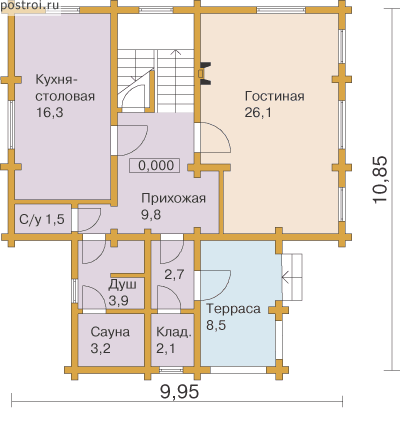 postroi.ru
Кухня-
столовая
16,3
Гостиная
26,1
0,000
Прихожая
9,8
С/у 1,5
2,7
Душ
3,9
Терраса
8,5
Сауна
3,2
Клад.
2,1
10,85
9,95